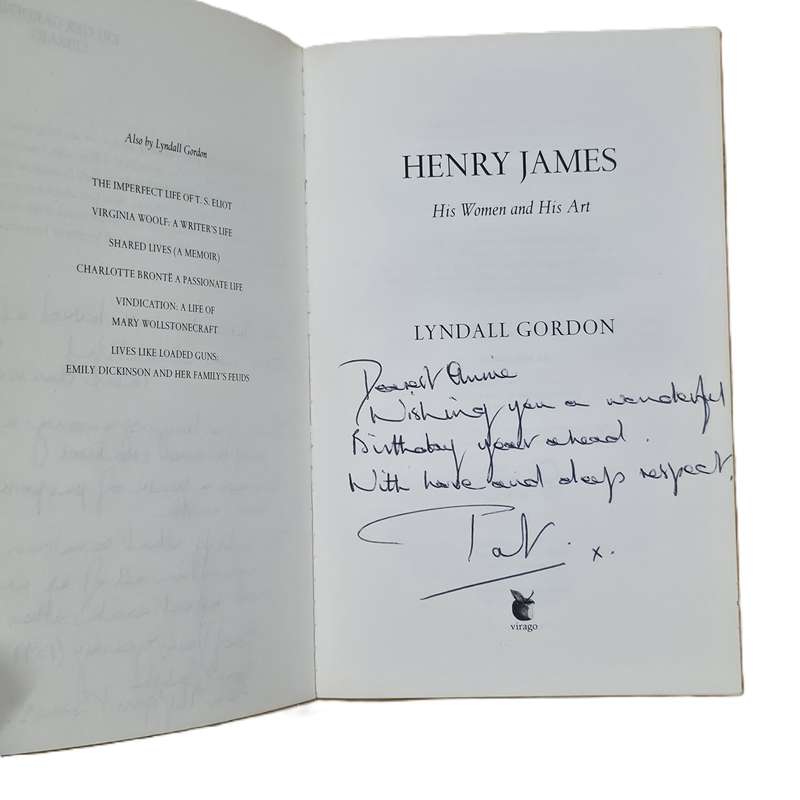 Also by Lyndall Gordon
THE IMPERFECT LIFE OF T. S. ELIOT
VIRGINIA WOOLF: A WRITER'S LIFE
SHARED LIVES (A MEMOIR)
CHARLOTTE BRONTË A PASSIONATE LIFE
VINDICATION: A LIFE OF
MARY WOLLSTONECRAFT
LIVES LIKE LOADED GUNS:
EMILY DICKINSON AND HER FAMILY'S FEUDS
HENRY JAMES
His Women and His Art
LYNDALL GORDON
Dearest Annie
Wishing you a wonderful
Birthday year ahead.
With love and deep respect.
Pat. x.
virago